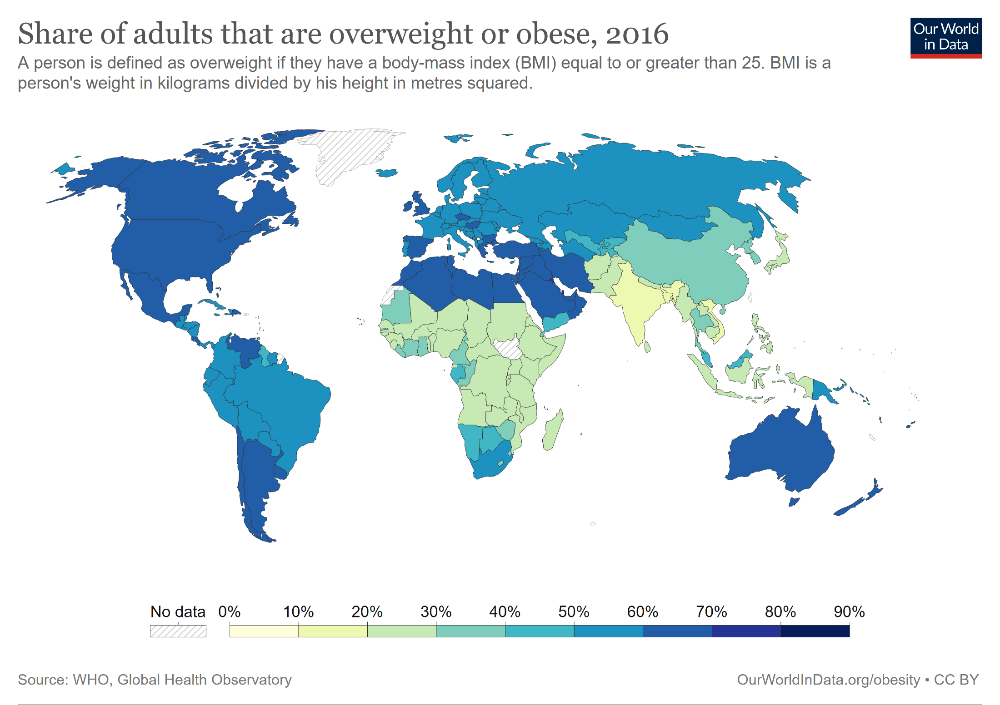 Share of adults that are overweight or obese, 2016
Our World
in Data
A person is defined as overweight if they have a body-mass index (BMI) equal to or greater than 25. BMI is a
person's weight in kilograms divided by his height in metres squared.
No data 0% 10% 20% 30% 40% 50% 60% 70% 80% 90%
Source: WHO, Global Health Observatory
OurWorldInData.org/obesity • CC BY